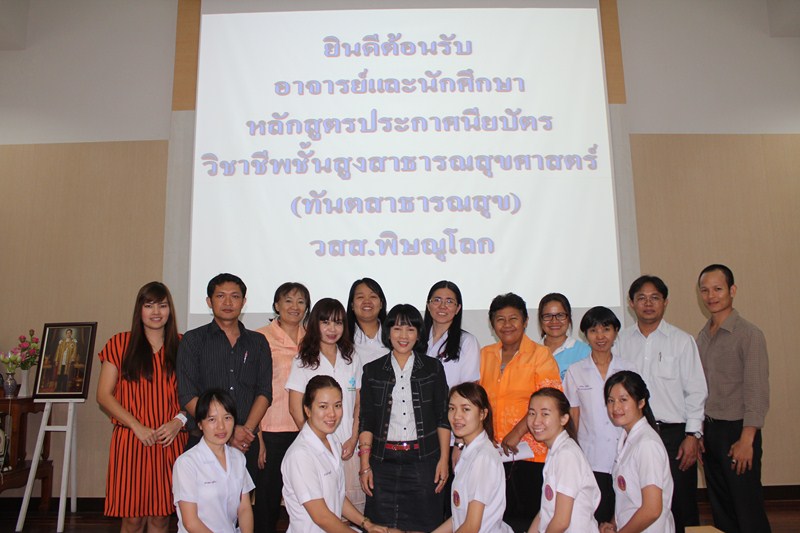 ยินดีต้อนรับ
อาจารย์และนักศึกษา
หลักสูตรประกาศนียบัตร
วิชาชีพชั้นสูงสาธารณสุขศาสตร์
(ทันตสาธารณสุข)
วสส.พิษณุโลก